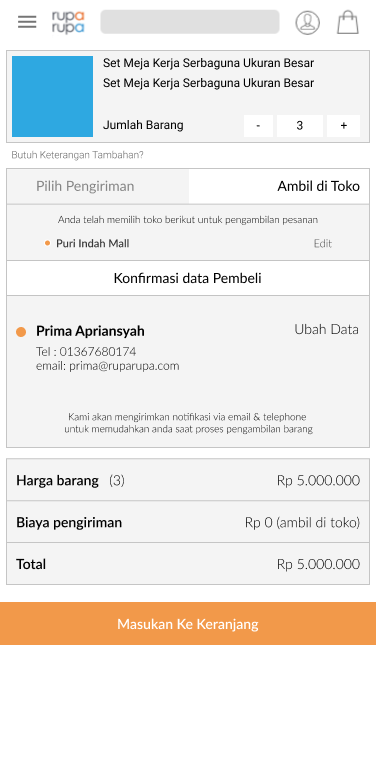 rupa
rupa
Set Meja Kerja Serbaguna Ukuran Besar
Set Meja Kerja Serbaguna Ukuran Besar
Jumlah Barang - 3 +
Butuh Keterangan Tambahan?
Pilih Pengiriman Ambil di Toko
Anda telah memilih toko berikut untuk pengambilan pesanan
Puri Indah Mall Edit
Konfirmasi data Pembeli
Prima Apriansyah Ubah Data
Tel : 01367680174
email: prima@ruparupa.com
Kami akan mengirimkan notifikasi via email & telephone
untuk memudahkan anda saat proses pengambilan barang
Harga barang (3) Rp 5.000.000
Biaya pengiriman Rp 0 (ambil di toko)
Total Rp 5.000.000
Masukan Ke Keranjang